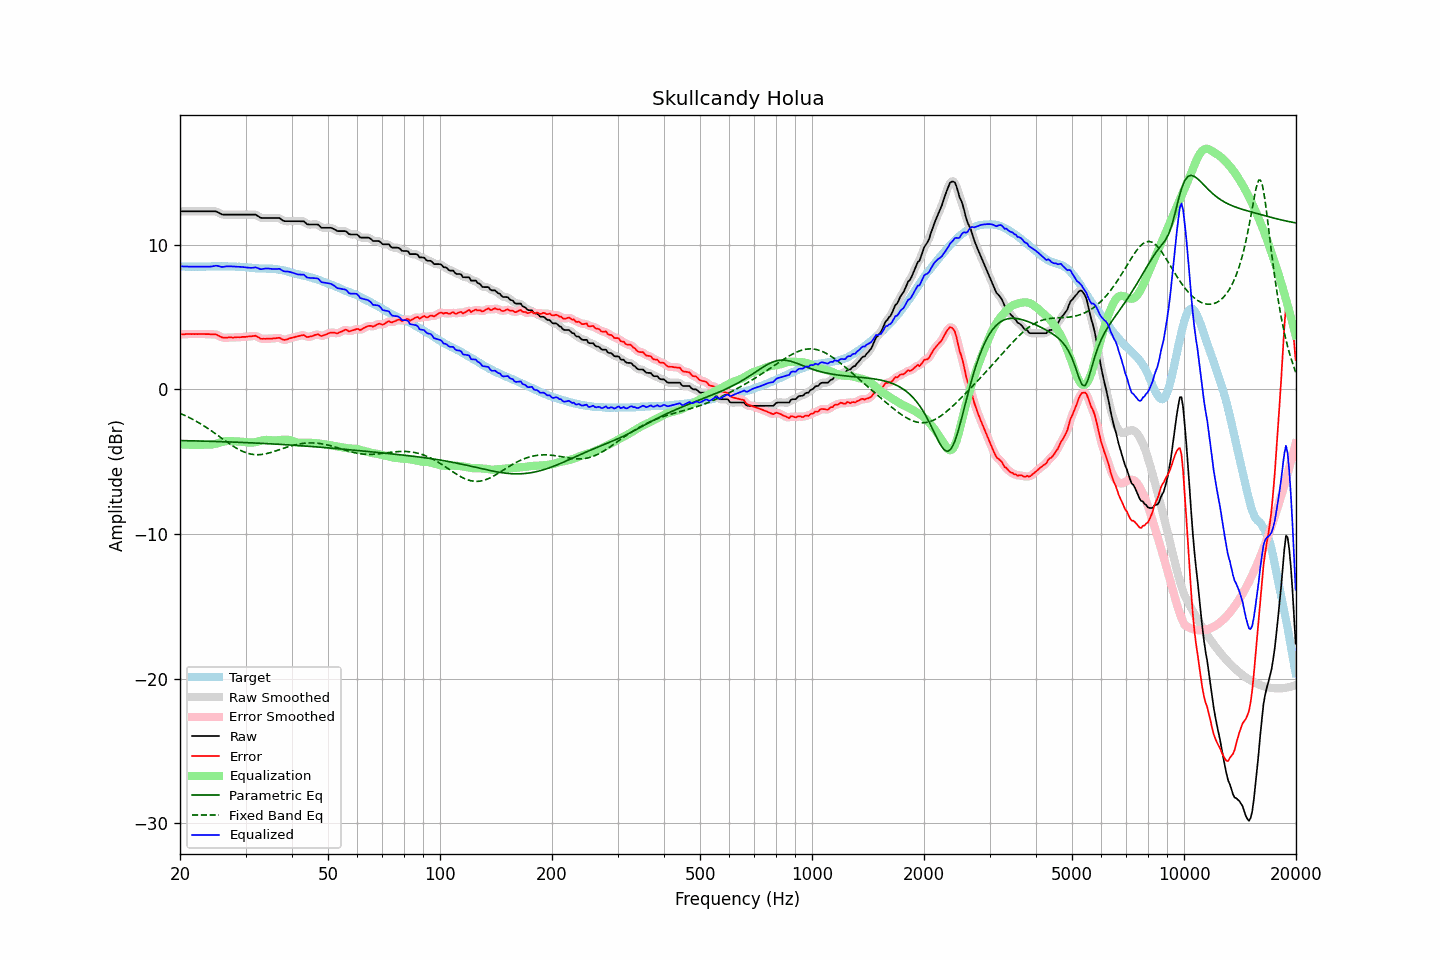 Skullcandy Holua
Amplitude (dBr)
10
0
−10
−20
−30
Target
Raw Smoothed
Error Smoothed
Raw
Error
Equalization
Parametric Eq
Fixed Band Eq
Equalized
20 50 100 200 500 1000 2000 5000 10000 20000
Frequency (Hz)